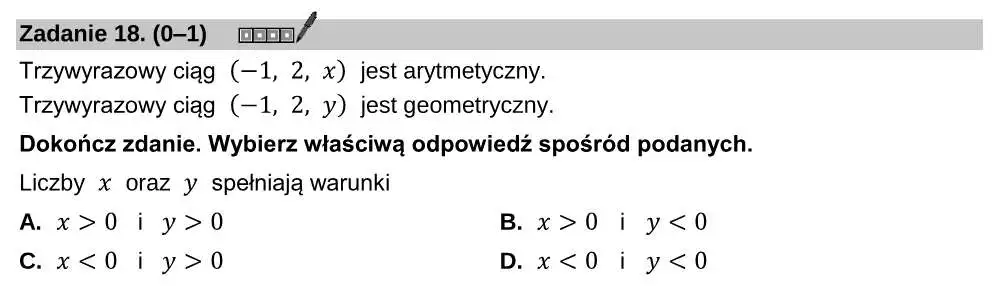 Zadanie 18. (0–1)
Trzywyrazowy ciąg (−1, 2, x) jest arytmetyczny.
Trzywyrazowy ciąg (−1, 2, y) jest geometryczny.
Dokończ zdanie. Wybierz właściwą odpowiedź spośród podanych.
Liczby x oraz y spełniają warunki
A. x > 0 i y > 0 B. x > 0 i y < 0
C. x < 0 i y > 0 D. x < 0 i y < 0